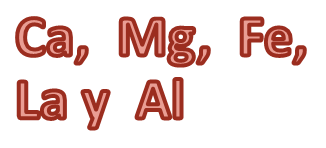 Ca, Mg, Fe,
La y Al